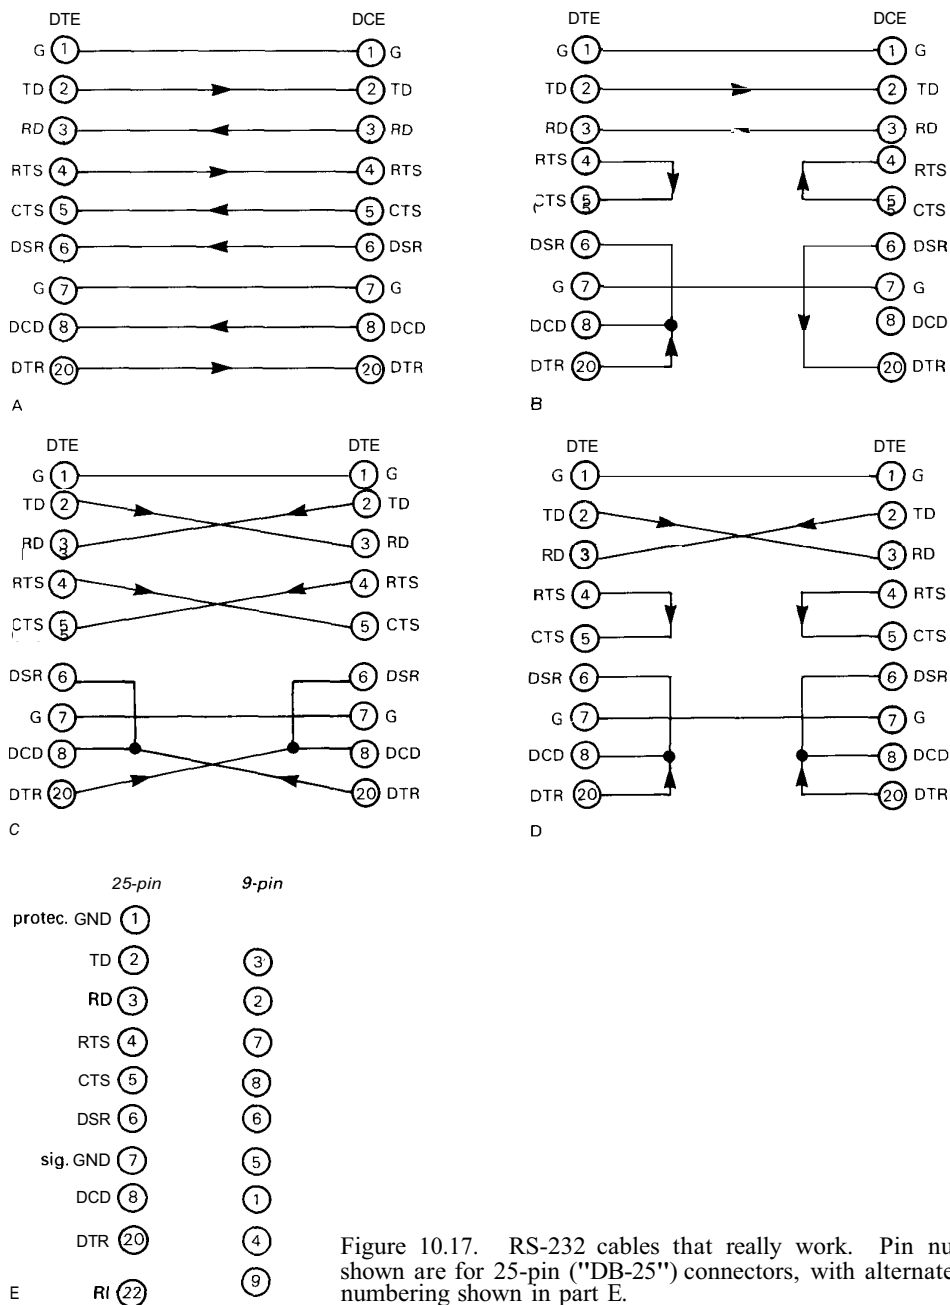 DTE DCE
G 1 1 G
TD 2 2 TD
RD 3 3 RD
RTS 4 4 RTS
CTS 5 5 CTS
DSR 6 6 DSR
G 7 7 G
DCD 8 8 DCD
DTR 20 20 DTR
A
DTE DCE
G 1 1 G
TD 2 2 TD
RD 3 3 RD
RTS 4 4 RTS
CTS 5 5 CTS
DSR 6 6 DSR
G 7 7 G
DCD 8 8 DCD
DTR 20 20 DTR
B
DTE DTE
G 1 1 G
TD 2 2 TD
RD 3 3 RD
RTS 4 4 RTS
CTS 5 5 CTS
DSR 6 6 DSR
G 7 7 G
DCD 8 8 DCD
DTR 20 20 DTR
C
DTE DTE
G 1 1 G
TD 2 2 TD
RD 3 3 RD
RTS 4 4 RTS
CTS 5 5 CTS
DSR 6 6 DSR
G 7 7 G
DCD 8 8 DCD
DTR 20 20 DTR
D
25-pin 9-pin
protec. GND 1
TD 2 3
RD 3 2
RTS 4 7
CTS 5 8
DSR 6 6
sig. GND 7 5
DCD 8 1
DTR 20 4
RI 22 9
E
Figure 10.17. RS-232 cables that really work. Pin nu
shown are for 25-pin ("DB-25") connectors, with alternate
numbering shown in part E.